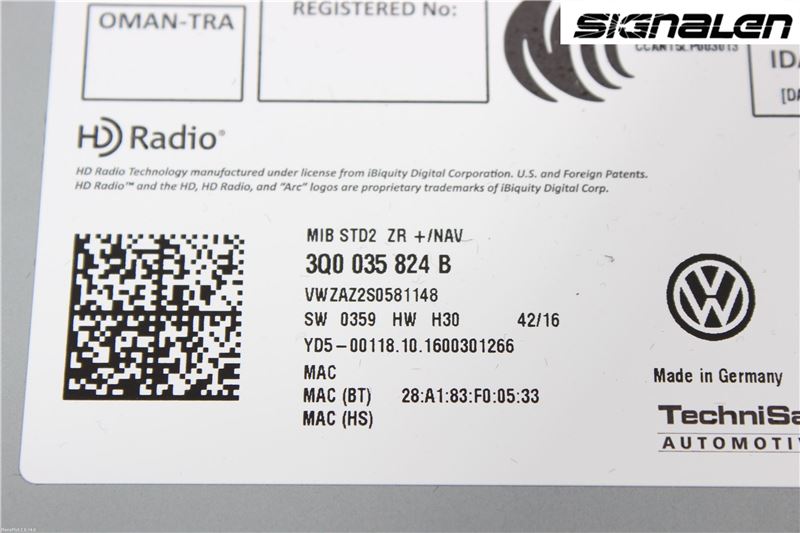 SIGNALEN
REGISTERED No:
OMAN-TRA
IDA
[DA
HD Radio®
HD Radio Technology manufactured under license from iBiquity Digital Corporation. U.S. and Foreign Patents.
HD Radio™ and the HD, HD Radio, and “Arc” logos are proprietary trademarks of iBiquity Digital Corp.
MIB STD2 ZR +/NAV
3Q0 035 824 B
VWZAZ2S0581148
SW 0359 HW H30 42/16
YD5-00118.10.1600301266
MAC
MAC (BT) 28:A1:83:F0:05:33
MAC (HS)
Made in Germany
TechniSa
AUTOMOTIV